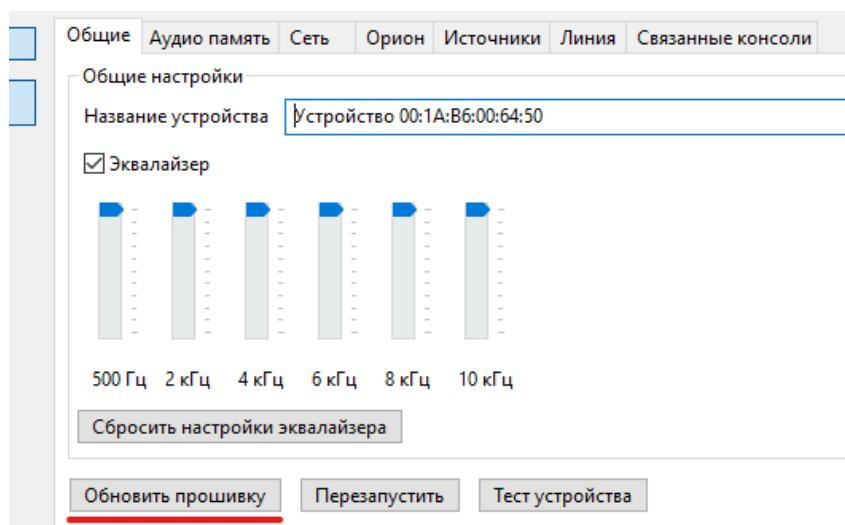 Общие Аудио память Сеть Орион Источники Линия Связанные консоли
Общие настройки
Название устройства Устройство 00:1A:B6:00:64:50
Эквалайзер
500 Гц 2 кГц 4 кГц 6 кГц 8 кГц 10 кГц
Сбросить настройки эквалайзера
Обновить прошивку Перезапустить Тест устройства